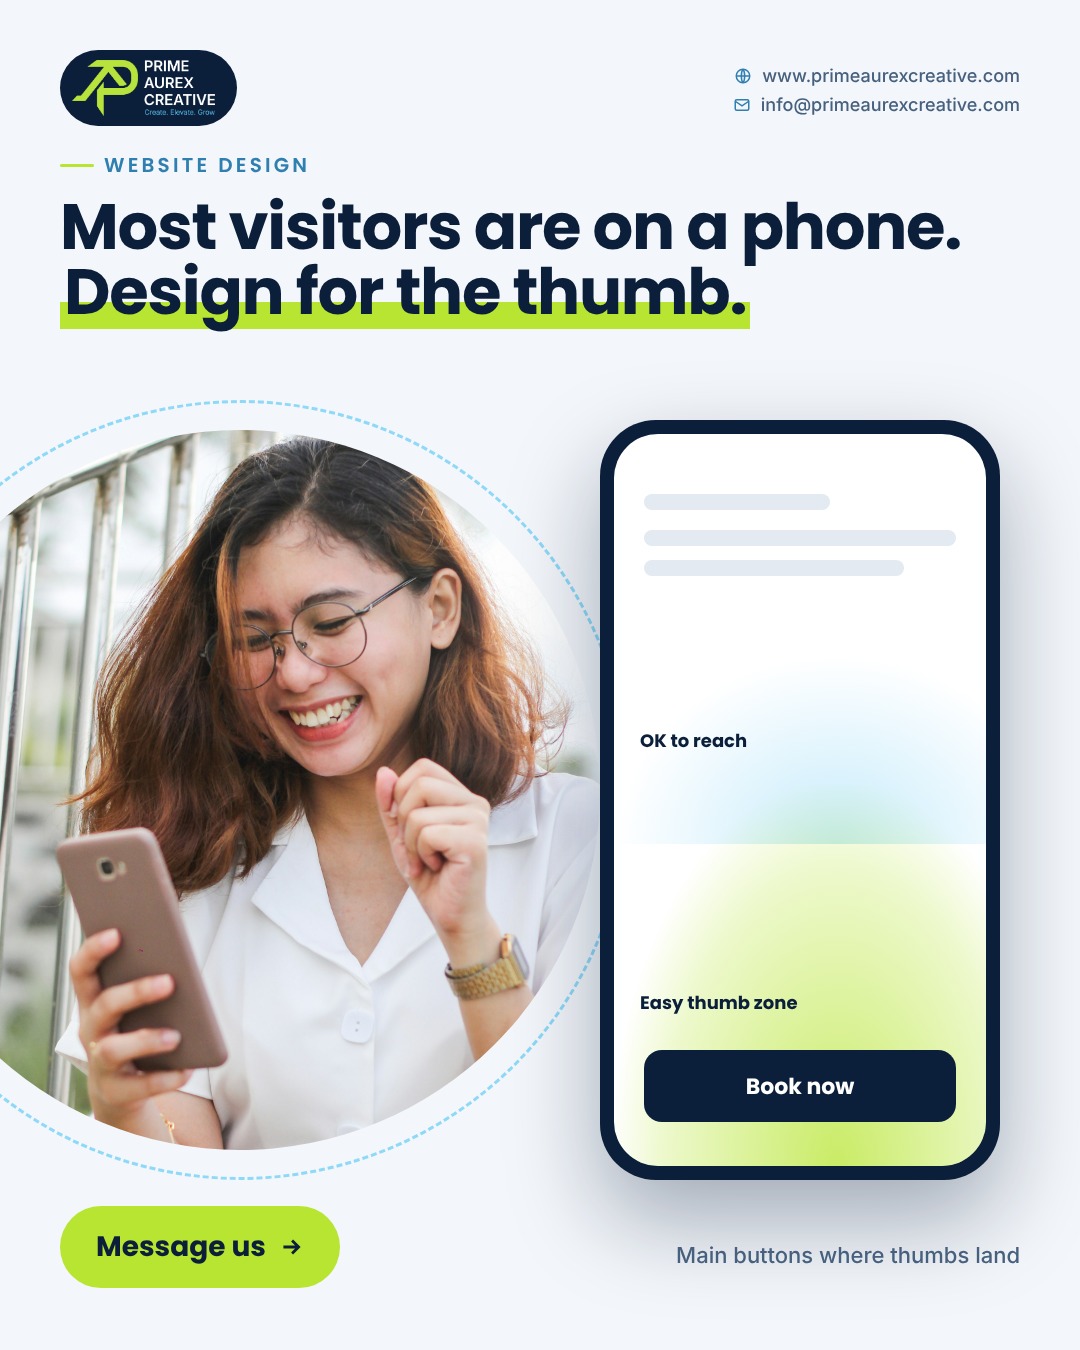 PRIME
AUREX
CREATIVE
Create. Elevate. Grow
www.primeaurexcreative.com
info@primeaurexcreative.com
WEBSITE DESIGN
Most visitors are on a phone.
Design for the thumb.
OK to reach
Easy thumb zone
Book now
Message us →
Main buttons where thumbs land